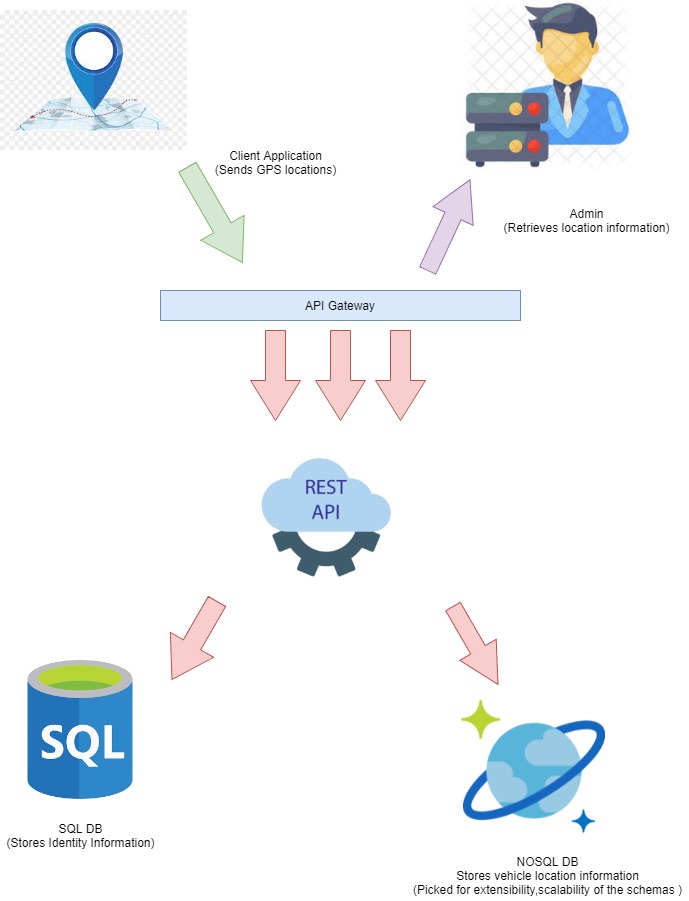 Client Application
(Sends GPS locations)
Admin
(Retrieves location information)
API Gateway
REST
API
SQL
SQL DB
(Stores Identity Information)
NOSQL DB
Stores vehicle location information
(Picked for extensibility,scalability of the schemas )